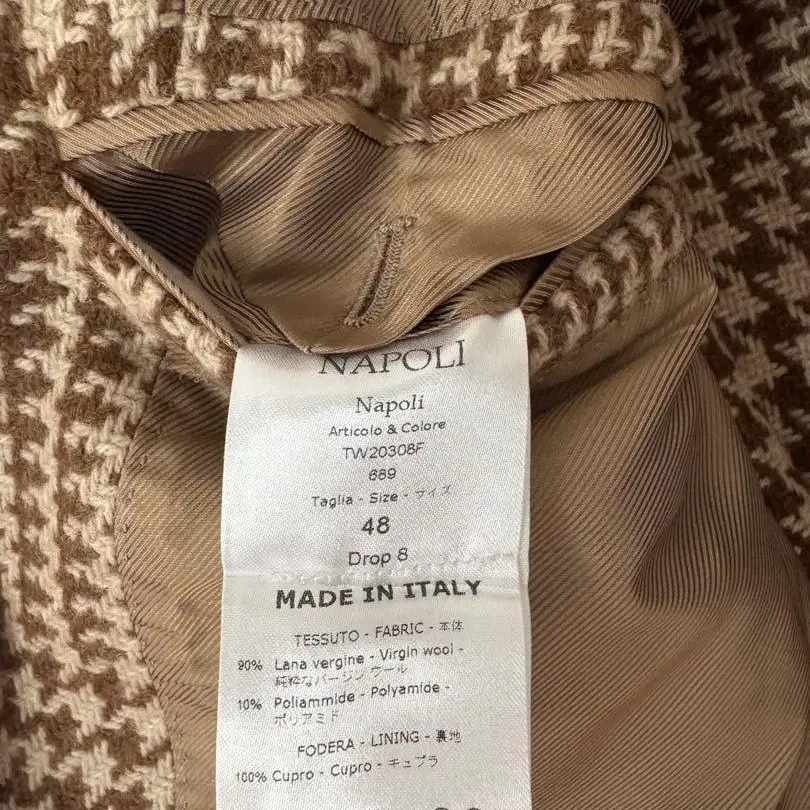 NAPOLI
Napoli
Articolo & Colore
TW20308F
689
Taglia - Size - サイズ
48
Drop 8
MADE IN ITALY
TESSUTO - FABRIC - 本体
90% Lana vergine - Virgin wool -
純粋なバージン ウール
10% Poliammide - Polyamide -
ポリアミド
FODERA - LINING - 裏地
100% Cupro - Cupro - キュプラ